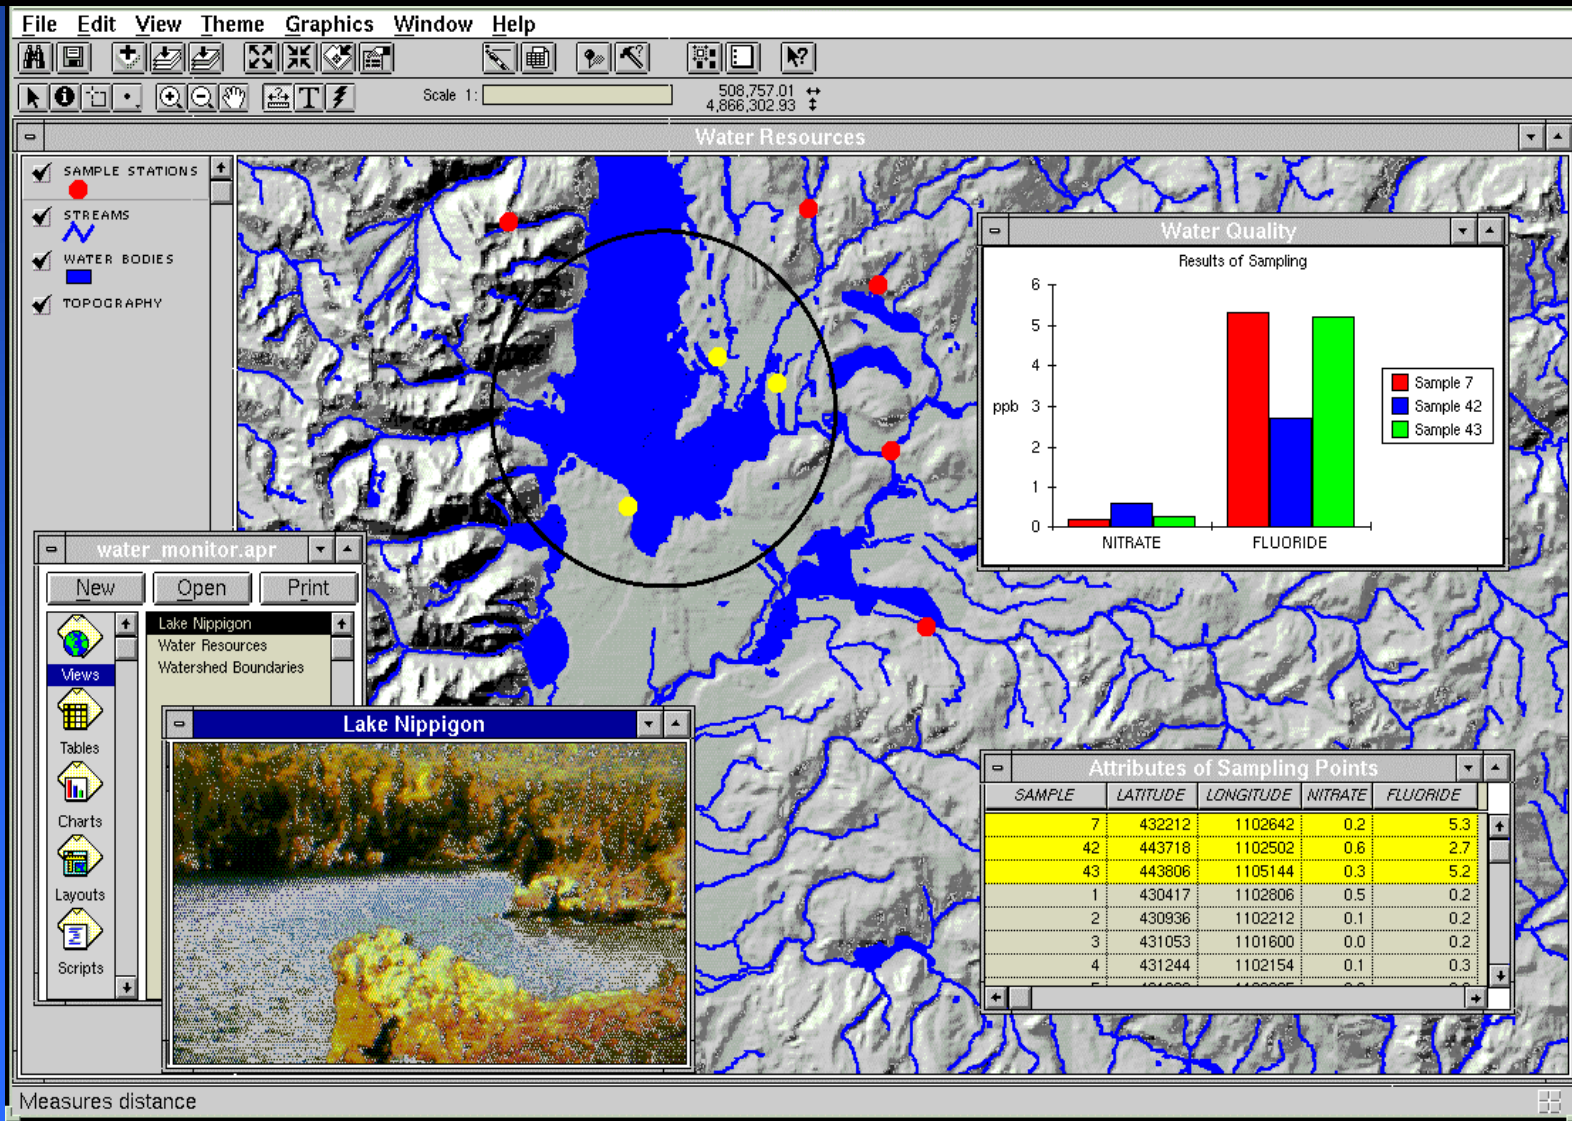 File Edit View Theme Graphics Window Help
Scale 1:
508,757.01
4,866,302.93
Water Resources
SAMPLE STATIONS
STREAMS
WATER BODIES
TOPOGRAPHY
Water Quality
Results of Sampling
6
5
4
ppb 3
2
1
0
NITRATE FLUORIDE
Sample 7
Sample 42
Sample 43
water_monitor.apr
New Open Print
Views
Tables
Charts
Layouts
Scripts
Lake Nippigon
Water Resources
Watershed Boundaries
Lake Nippigon
Attributes of Sampling Points
SAMPLE LATITUDE LONGITUDE NITRATE FLUORIDE
7 432212 1102642 0.2 5.3
42 443718 1102502 0.6 2.7
43 443806 1105144 0.3 5.2
1 430417 1102806 0.5 0.2
2 430936 1102212 0.1 0.2
3 431053 1101600 0.0 0.2
4 431244 1102154 0.1 0.3
Measures distance